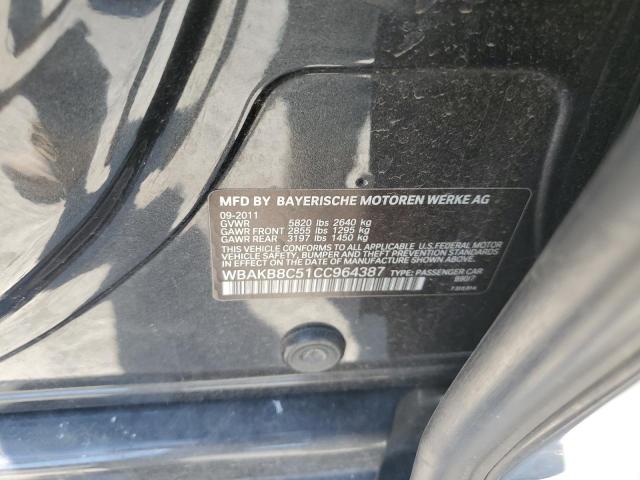 MFD BY BAYERISCHE MOTOREN WERKE AG
09-2011
GVWR 5820 lbs 2640 kg
GAWR FRONT 2855 lbs 1295 kg
GAWR REAR 3197 lbs 1450 kg
THIS VEHICLE CONFORMS TO ALL APPLICABLE U.S.FEDERAL MOTOR
VEHICLE SAFETY, BUMPER AND THEFT PREVENTION STANDARDS
IN EFFECT ON THE DATE OF MANUFACTURE SHOWN ABOVE.
WBAKB8C51CC964387 TYPE: PASSENGER CAR